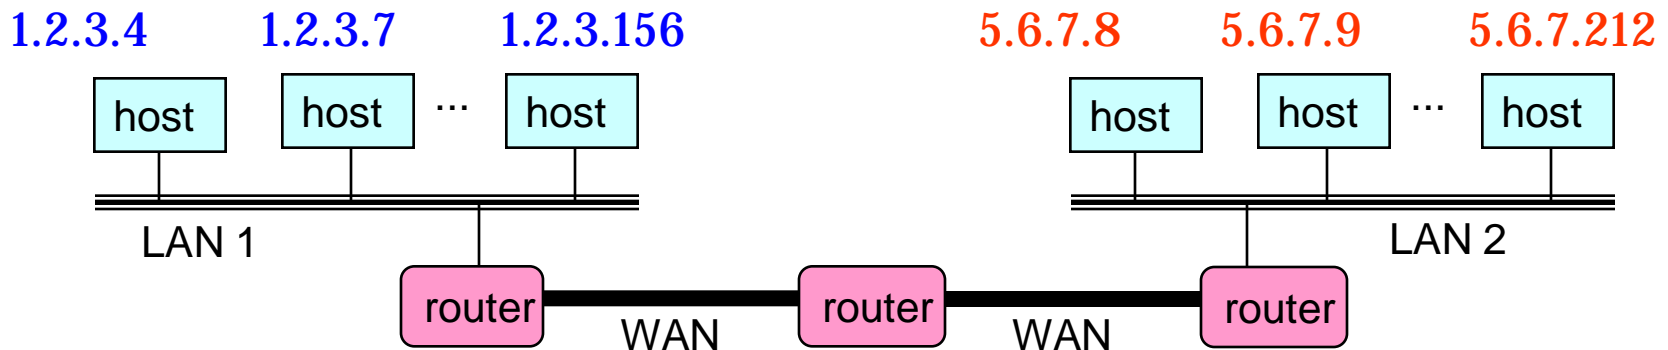 1.2.3.4 1.2.3.7 1.2.3.156 5.6.7.8 5.6.7.9 5.6.7.212
host host ... host host host ... host
LAN 1 LAN 2
router router router
WAN WAN